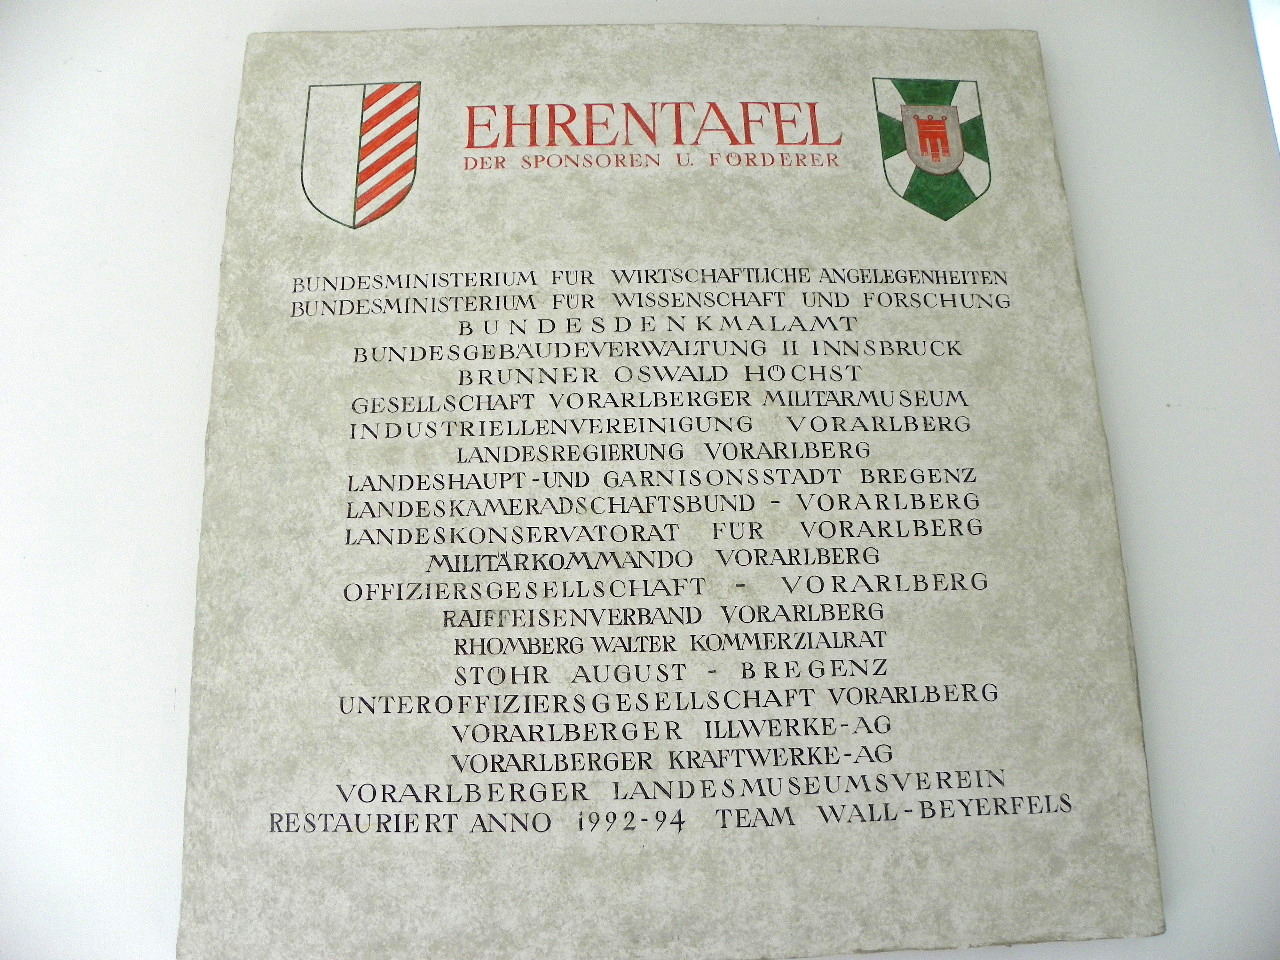 EHRENTAFEL
DER SPONSOREN U. FÖRDERER
BUNDESMINISTERIUM FÜR WIRTSCHAFTLICHE ANGELEGENHEITEN
BUNDESMINISTERIUM FÜR WISSENSCHAFT UND FORSCHUNG
BUNDESDENKMALAMT
BUNDESGEBÄUDEVERWALTUNG II INNSBRUCK
BRUNNER OSWALD HÖCHST
GESELLSCHAFT VORARLBERGER MILITÄRMUSEUM
INDUSTRIELLENVEREINIGUNG VORARLBERG
LANDESREGIERUNG VORARLBERG
LANDESHAUPT-UND GARNISONSSTADT BREGENZ
LANDESKAMERADSCHAFTSBUND - VORARLBERG
LANDESKONSERVATORAT FÜR VORARLBERG
MILITÄRKOMMANDO VORARLBERG
OFFIZIERSGESELLSCHAFT - VORARLBERG
RAIFFEISENVERBAND VORARLBERG
RHOMBERG WALTER KOMMERZIALRAT
STÖHR AUGUST - BREGENZ
UNTEROFFIZIERSGESELLSCHAFT VORARLBERG
VORARLBERGER ILLWERKE-AG
VORARLBERGER KRAFTWERKE-AG
VORARLBERGER LANDESMUSEUMSVEREIN
RESTAURIERT ANNO 1992-94 TEAM WALL-BEYERFELS